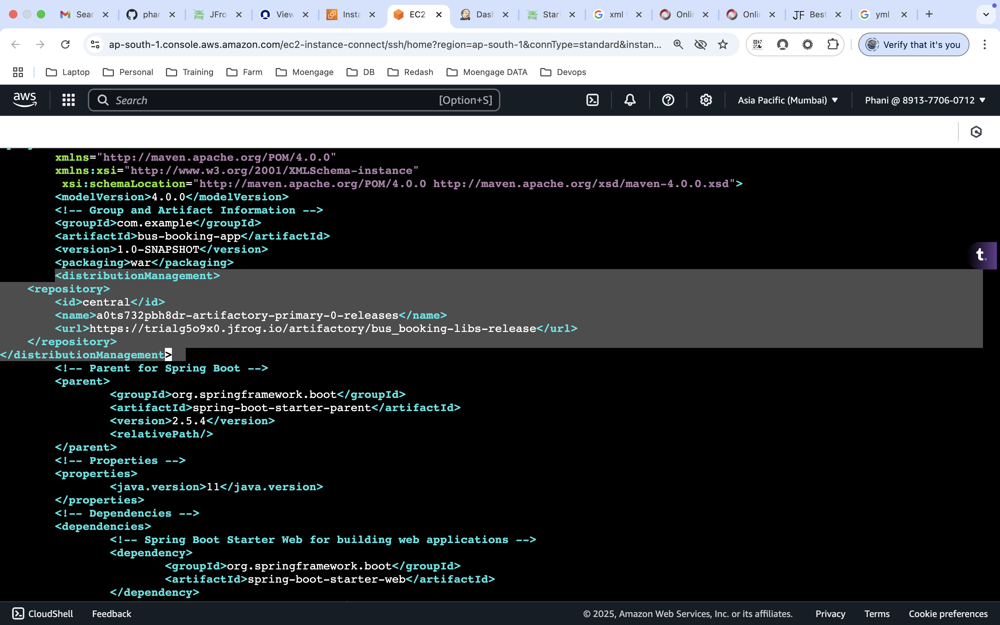 Sear
phar
JFro
View
Insta
EC2
Dash
Star
xml f
Onlin
Onlin
JF Best
yml
ap-south-1.console.aws.amazon.com/ec2-instance-connect/ssh/home?region=ap-south-1&connType=standard&instan...
Verify that it's you
Laptop
Personal
Training
Farm
Moengage
DB
Redash
Moengage DATA
Devops
aws
Search
[Option+S]
Asia Pacific (Mumbai)
Phani @ 8913-7706-0712
xmlns="http://maven.apache.org/POM/4.0.0"
xmlns:xsi="http://www.w3.org/2001/XMLSchema-instance"
xsi:schemaLocation="http://maven.apache.org/POM/4.0.0 http://maven.apache.org/xsd/maven-4.0.0.xsd">
<modelVersion>4.0.0</modelVersion>
<!-- Group and Artifact Information -->
<groupId>com.example</groupId>
<artifactId>bus-booking-app</artifactId>
<version>1.0-SNAPSHOT</version>
<packaging>war</packaging>
<distributionManagement>
<repository>
<id>central</id>
<name>a0ts732pbh8dr-artifactory-primary-0-releases</name>
<url>https://trialg5o9x0.jfrog.io/artifactory/bus_booking-libs-release</url>
</repository>
</distributionManagement>
<!-- Parent for Spring Boot -->
<parent>
<groupId>org.springframework.boot</groupId>
<artifactId>spring-boot-starter-parent</artifactId>
<version>2.5.4</version>
<relativePath/>
</parent>
<!-- Properties -->
<properties>
<java.version>11</java.version>
</properties>
<!-- Dependencies -->
<dependencies>
<!-- Spring Boot Starter Web for building web applications -->
<dependency>
<groupId>org.springframework.boot</groupId>
<artifactId>spring-boot-starter-web</artifactId>
</dependency>
t.
CloudShell
Feedback
© 2025, Amazon Web Services, Inc. or its affiliates.
Privacy
Terms
Cookie preferences